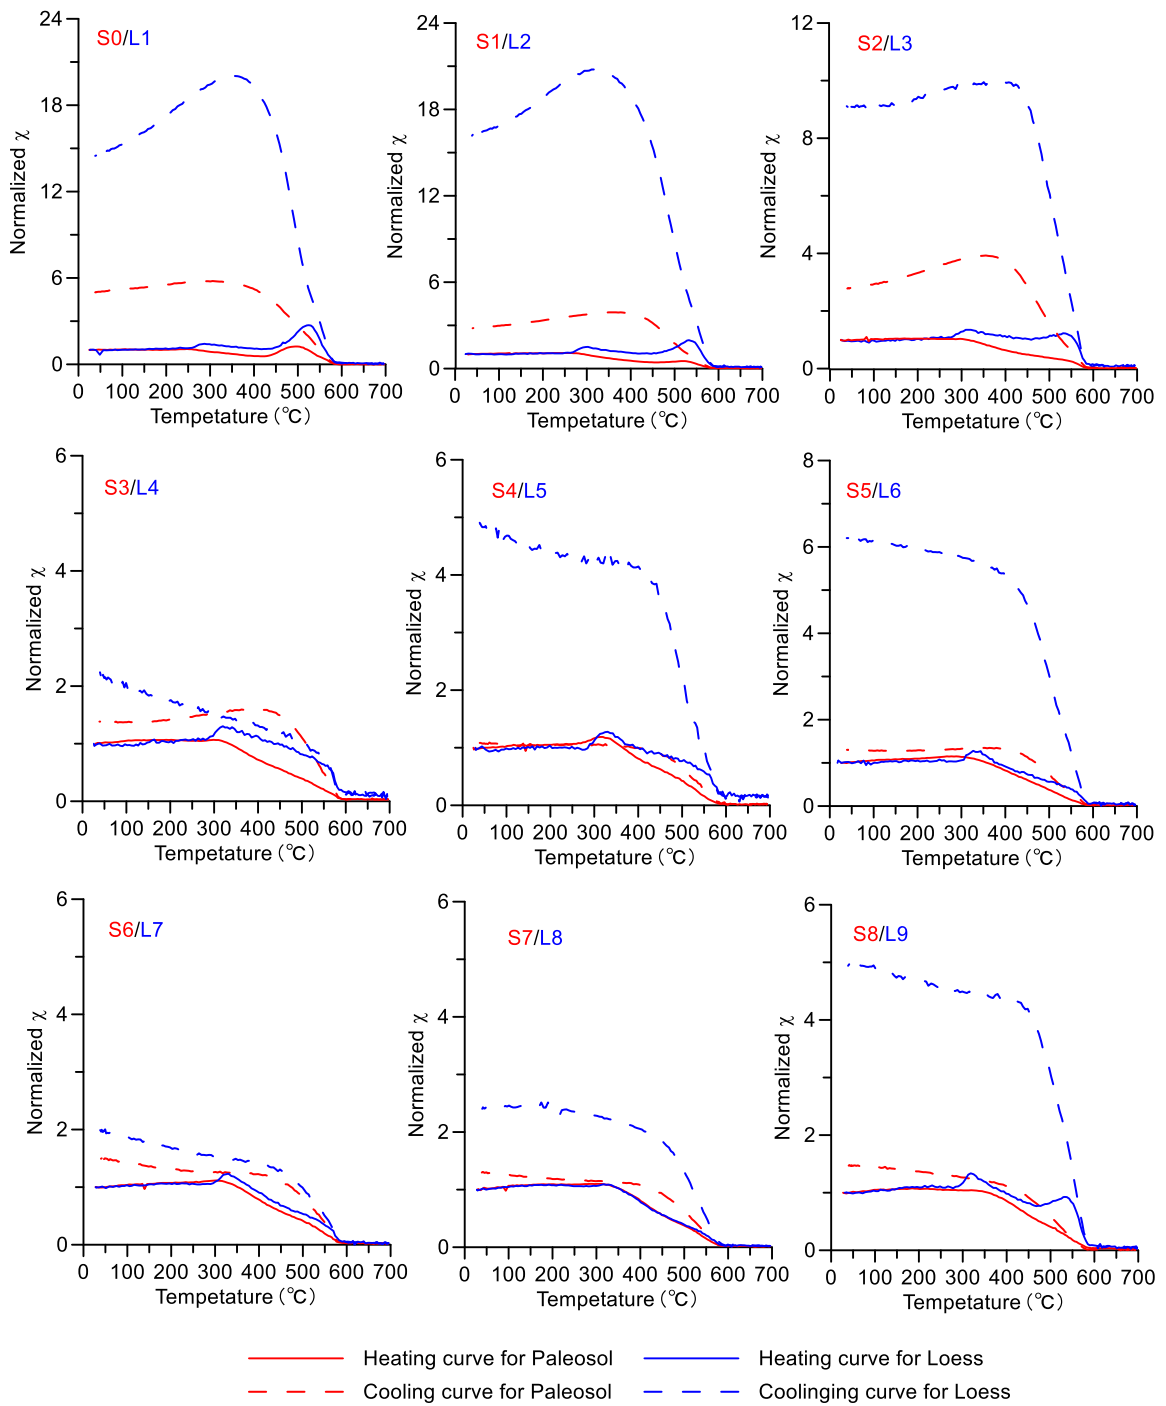 S0/L1
24
18
12
6
0
Normalized χ
0 100 200 300 400 500 600 700
Tempetature (℃)
S1/L2
24
18
12
6
0
Normalized χ
0 100 200 300 400 500 600 700
Tempetature (℃)
S2/L3
12
8
4
0
Normalized χ
0 100 200 300 400 500 600 700
Tempetature (℃)
S3/L4
6
4
2
0
Normalized χ
0 100 200 300 400 500 600 700
Tempetature (℃)
S4/L5
6
4
2
0
Normalized χ
0 100 200 300 400 500 600 700
Tempetature (℃)
S5/L6
8
6
4
2
0
Normalized χ
0 100 200 300 400 500 600 700
Tempetature (℃)
S6/L7
6
4
2
0
Normalized χ
0 100 200 300 400 500 600 700
Tempetature (℃)
S7/L8
6
4
2
0
Normalized χ
0 100 200 300 400 500 600 700
Tempetature (℃)
S8/L9
6
4
2
0
Normalized χ
0 100 200 300 400 500 600 700
Tempetature (℃)
Heating curve for Paleosol
Heating curve for Loess
Cooling curve for Paleosol
Coolinging curve for Loess